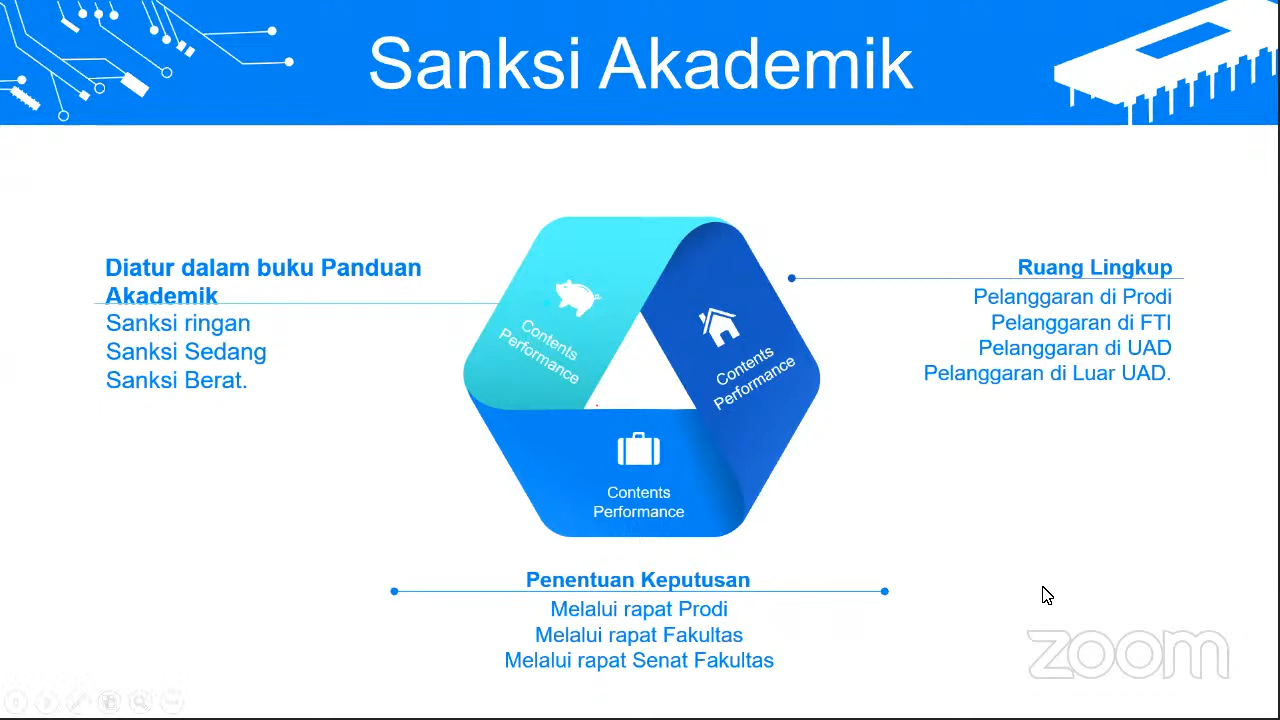 Sanksi Akademik
Diatur dalam buku Panduan
Akademik
Sanksi ringan
Sanksi Sedang
Sanksi Berat.
Contents
Performance
Contents
Performance
Contents
Performance
Ruang Lingkup
Pelanggaran di Prodi
Pelanggaran di FTI
Pelanggaran di UAD
Pelanggaran di Luar UAD.
Penentuan Keputusan
Melalui rapat Prodi
Melalui rapat Fakultas
Melalui rapat Senat Fakultas
zoom